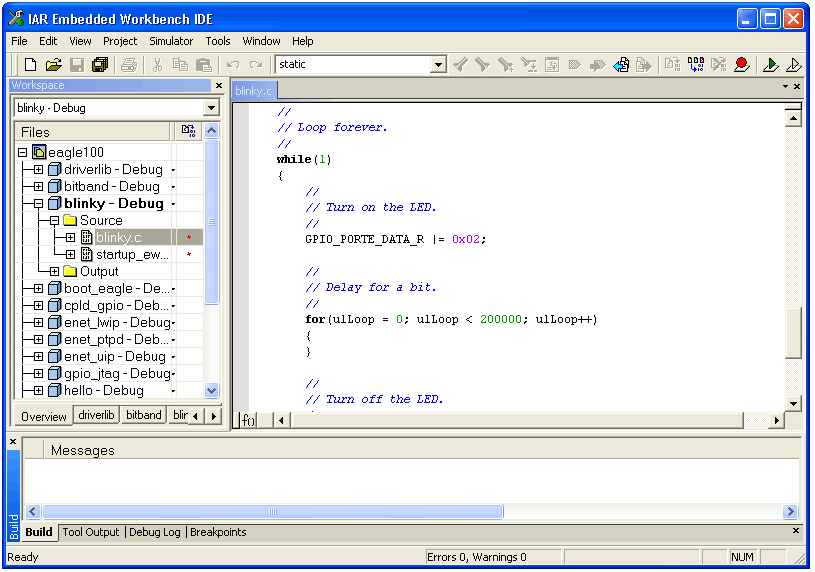 IAR Embedded Workbench IDE
File Edit View Project Simulator Tools Window Help
static
Workspace
blinky - Debug
Files
eagle100
driverlib - Debug
bitband - Debug
blinky - Debug
Source
blinky.c
startup_ew...
Output
boot_eagle - De...
cpld_gpio - Deb...
enet_lwip - Debug
enet_ptpd - Deb...
enet_uip - Debug
gpio_jtag - Debug
hello - Debug
Overview driverlib bitband blir
blinky.c
//
// Loop forever.
//
while(1)
{
//
// Turn on the LED.
//
GPIO_PORTE_DATA_R |= 0x02;
//
// Delay for a bit.
//
for(ulLoop = 0; ulLoop < 200000; ulLoop++)
{
}
//
// Turn off the LED.
f()
Messages
Build
Build Tool Output Debug Log Breakpoints
Ready Errors 0, Warnings 0 NUM